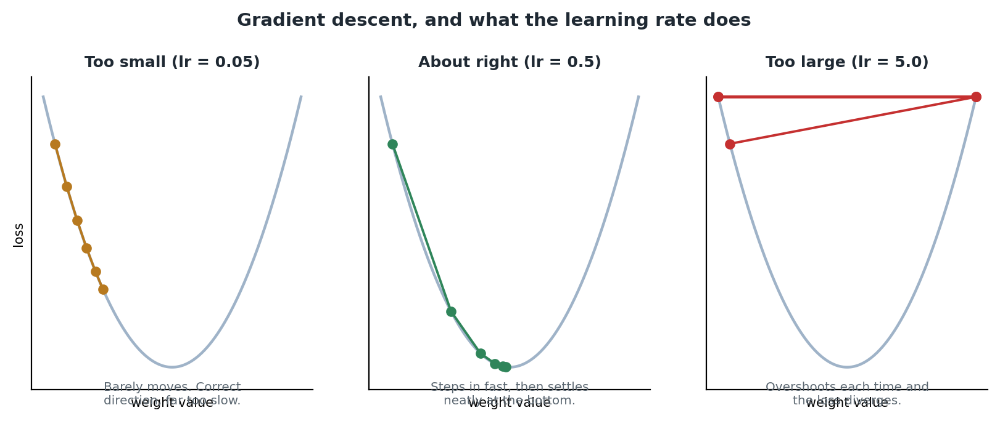 Gradient descent, and what the learning rate does
Too small (lr = 0.05)
About right (lr = 0.5)
Too large (lr = 5.0)
loss
Barely moves. Correct
direction, far too slow.
weight value
Steps in fast, then settles
neatly at the bottom.
weight value
Overshoots each time and
the loss diverges.
weight value